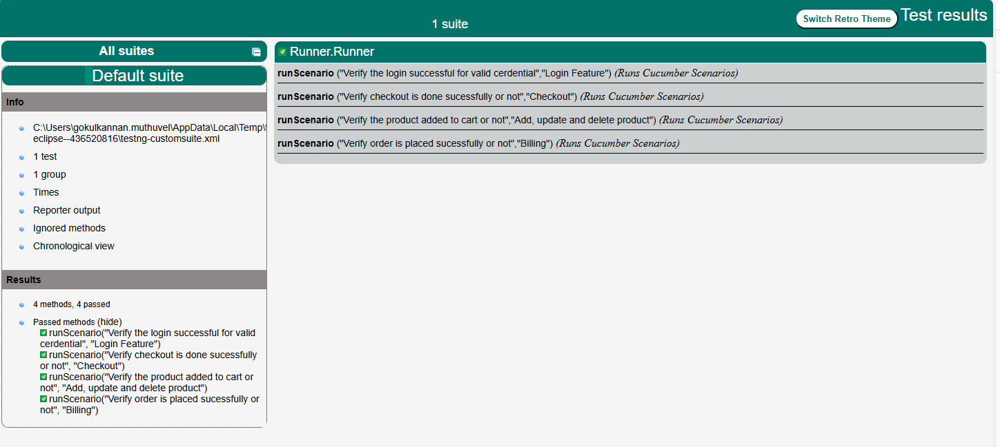 1 suite
Switch Retro Theme
Test results
All suites
Default suite
Info
C:\Users\gokulkannan.muthuvel\AppData\Local\Temp\
eclipse--436520816\testng-customsuite.xml
1 test
1 group
Times
Reporter output
Ignored methods
Chronological view
Results
4 methods, 4 passed
Passed methods (hide)
runScenario("Verify the login successful for valid
cerdential", "Login Feature")
runScenario("Verify checkout is done sucessfully
or not", "Checkout")
runScenario("Verify the product added to cart or
not", "Add, update and delete product")
runScenario("Verify order is placed sucessfully or
not", "Billing")
Runner.Runner
runScenario ("Verify the login successful for valid cerdential","Login Feature") (Runs Cucumber Scenarios)
runScenario ("Verify checkout is done sucessfully or not","Checkout") (Runs Cucumber Scenarios)
runScenario ("Verify the product added to cart or not","Add, update and delete product") (Runs Cucumber Scenarios)
runScenario ("Verify order is placed sucessfully or not","Billing") (Runs Cucumber Scenarios)